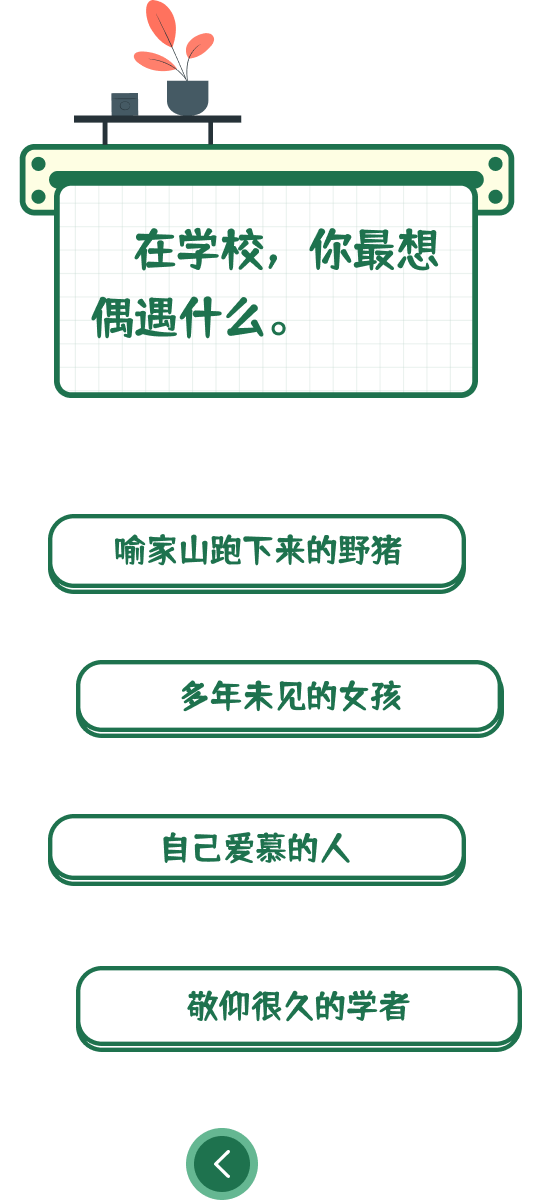 在学校，你最想
偶遇什么。
喻家山跑下来的野猪
多年未见的女孩
自己爱慕的人
敬仰很久的学者